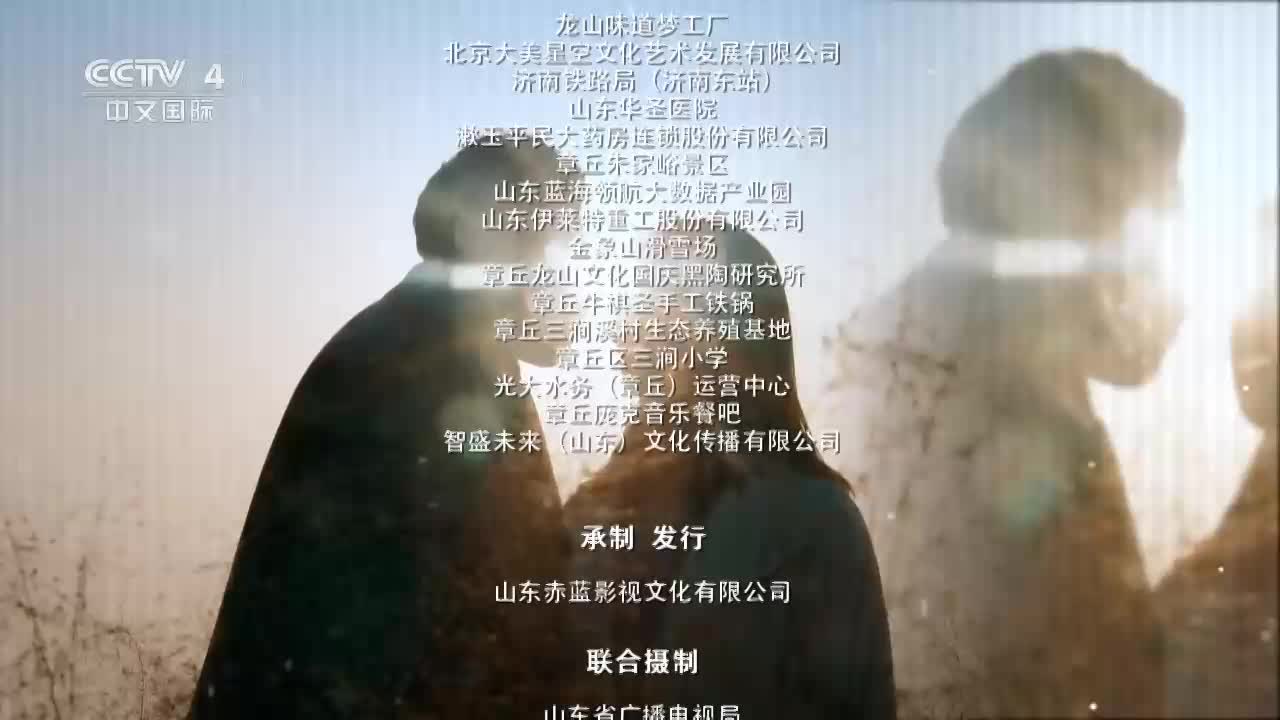 龙山味道梦工厂
CCTV 4
中文国际
北京大美星空文化艺术发展有限公司
济南铁路局（济南东站）
山东华圣医院
漱玉平民大药房连锁股份有限公司
章丘朱家峪景区
山东蓝海领航大数据产业园
山东伊莱特重工股份有限公司
金象山滑雪场
章丘龙山文化国庆黑陶研究所
章丘牛祺圣手工铁锅
章丘三涧溪村生态养殖基地
章丘区三涧小学
光大水务（章丘）运营中心
章丘庞克音乐餐吧
智盛未来（山东）文化传播有限公司
承制 发行
山东赤蓝影视文化有限公司
联合摄制
山东省广播电视局